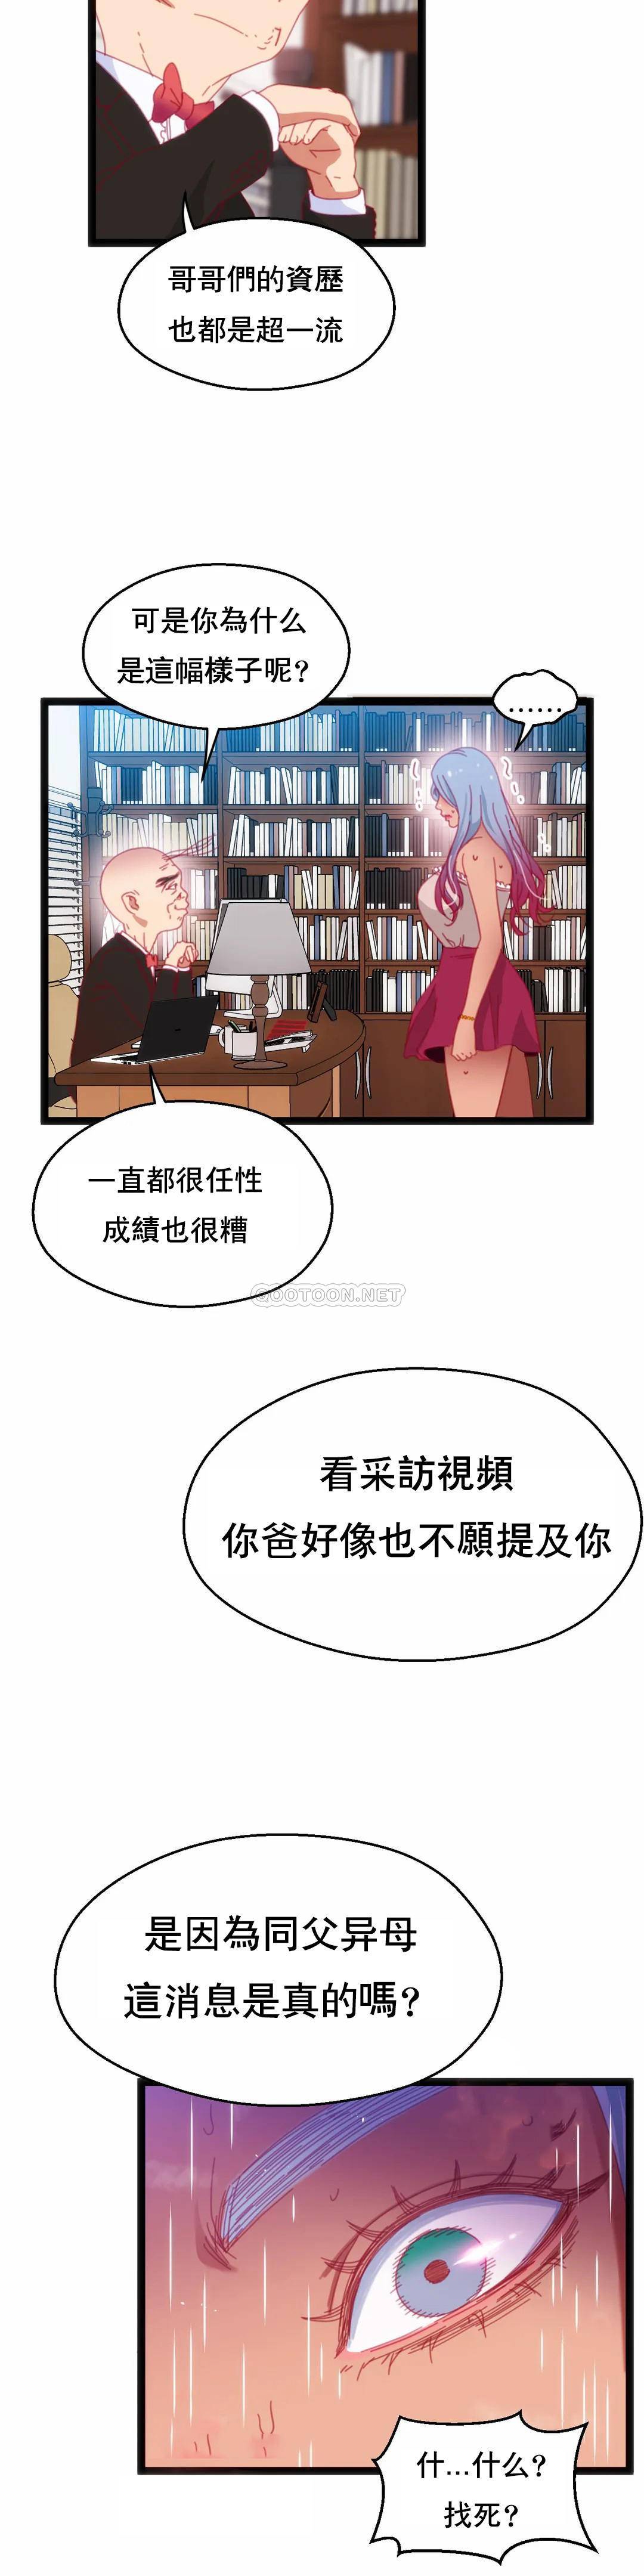 哥哥們的資歷
也都是超一流
可是你為什么
是這幅樣子呢?
......
一直都很任性
成績也很糟
GOOTOON.NET
看采訪視頻
你爸好像也不願提及你
是因為同父异母
這消息是真的嗎?
什...什么?
找死?